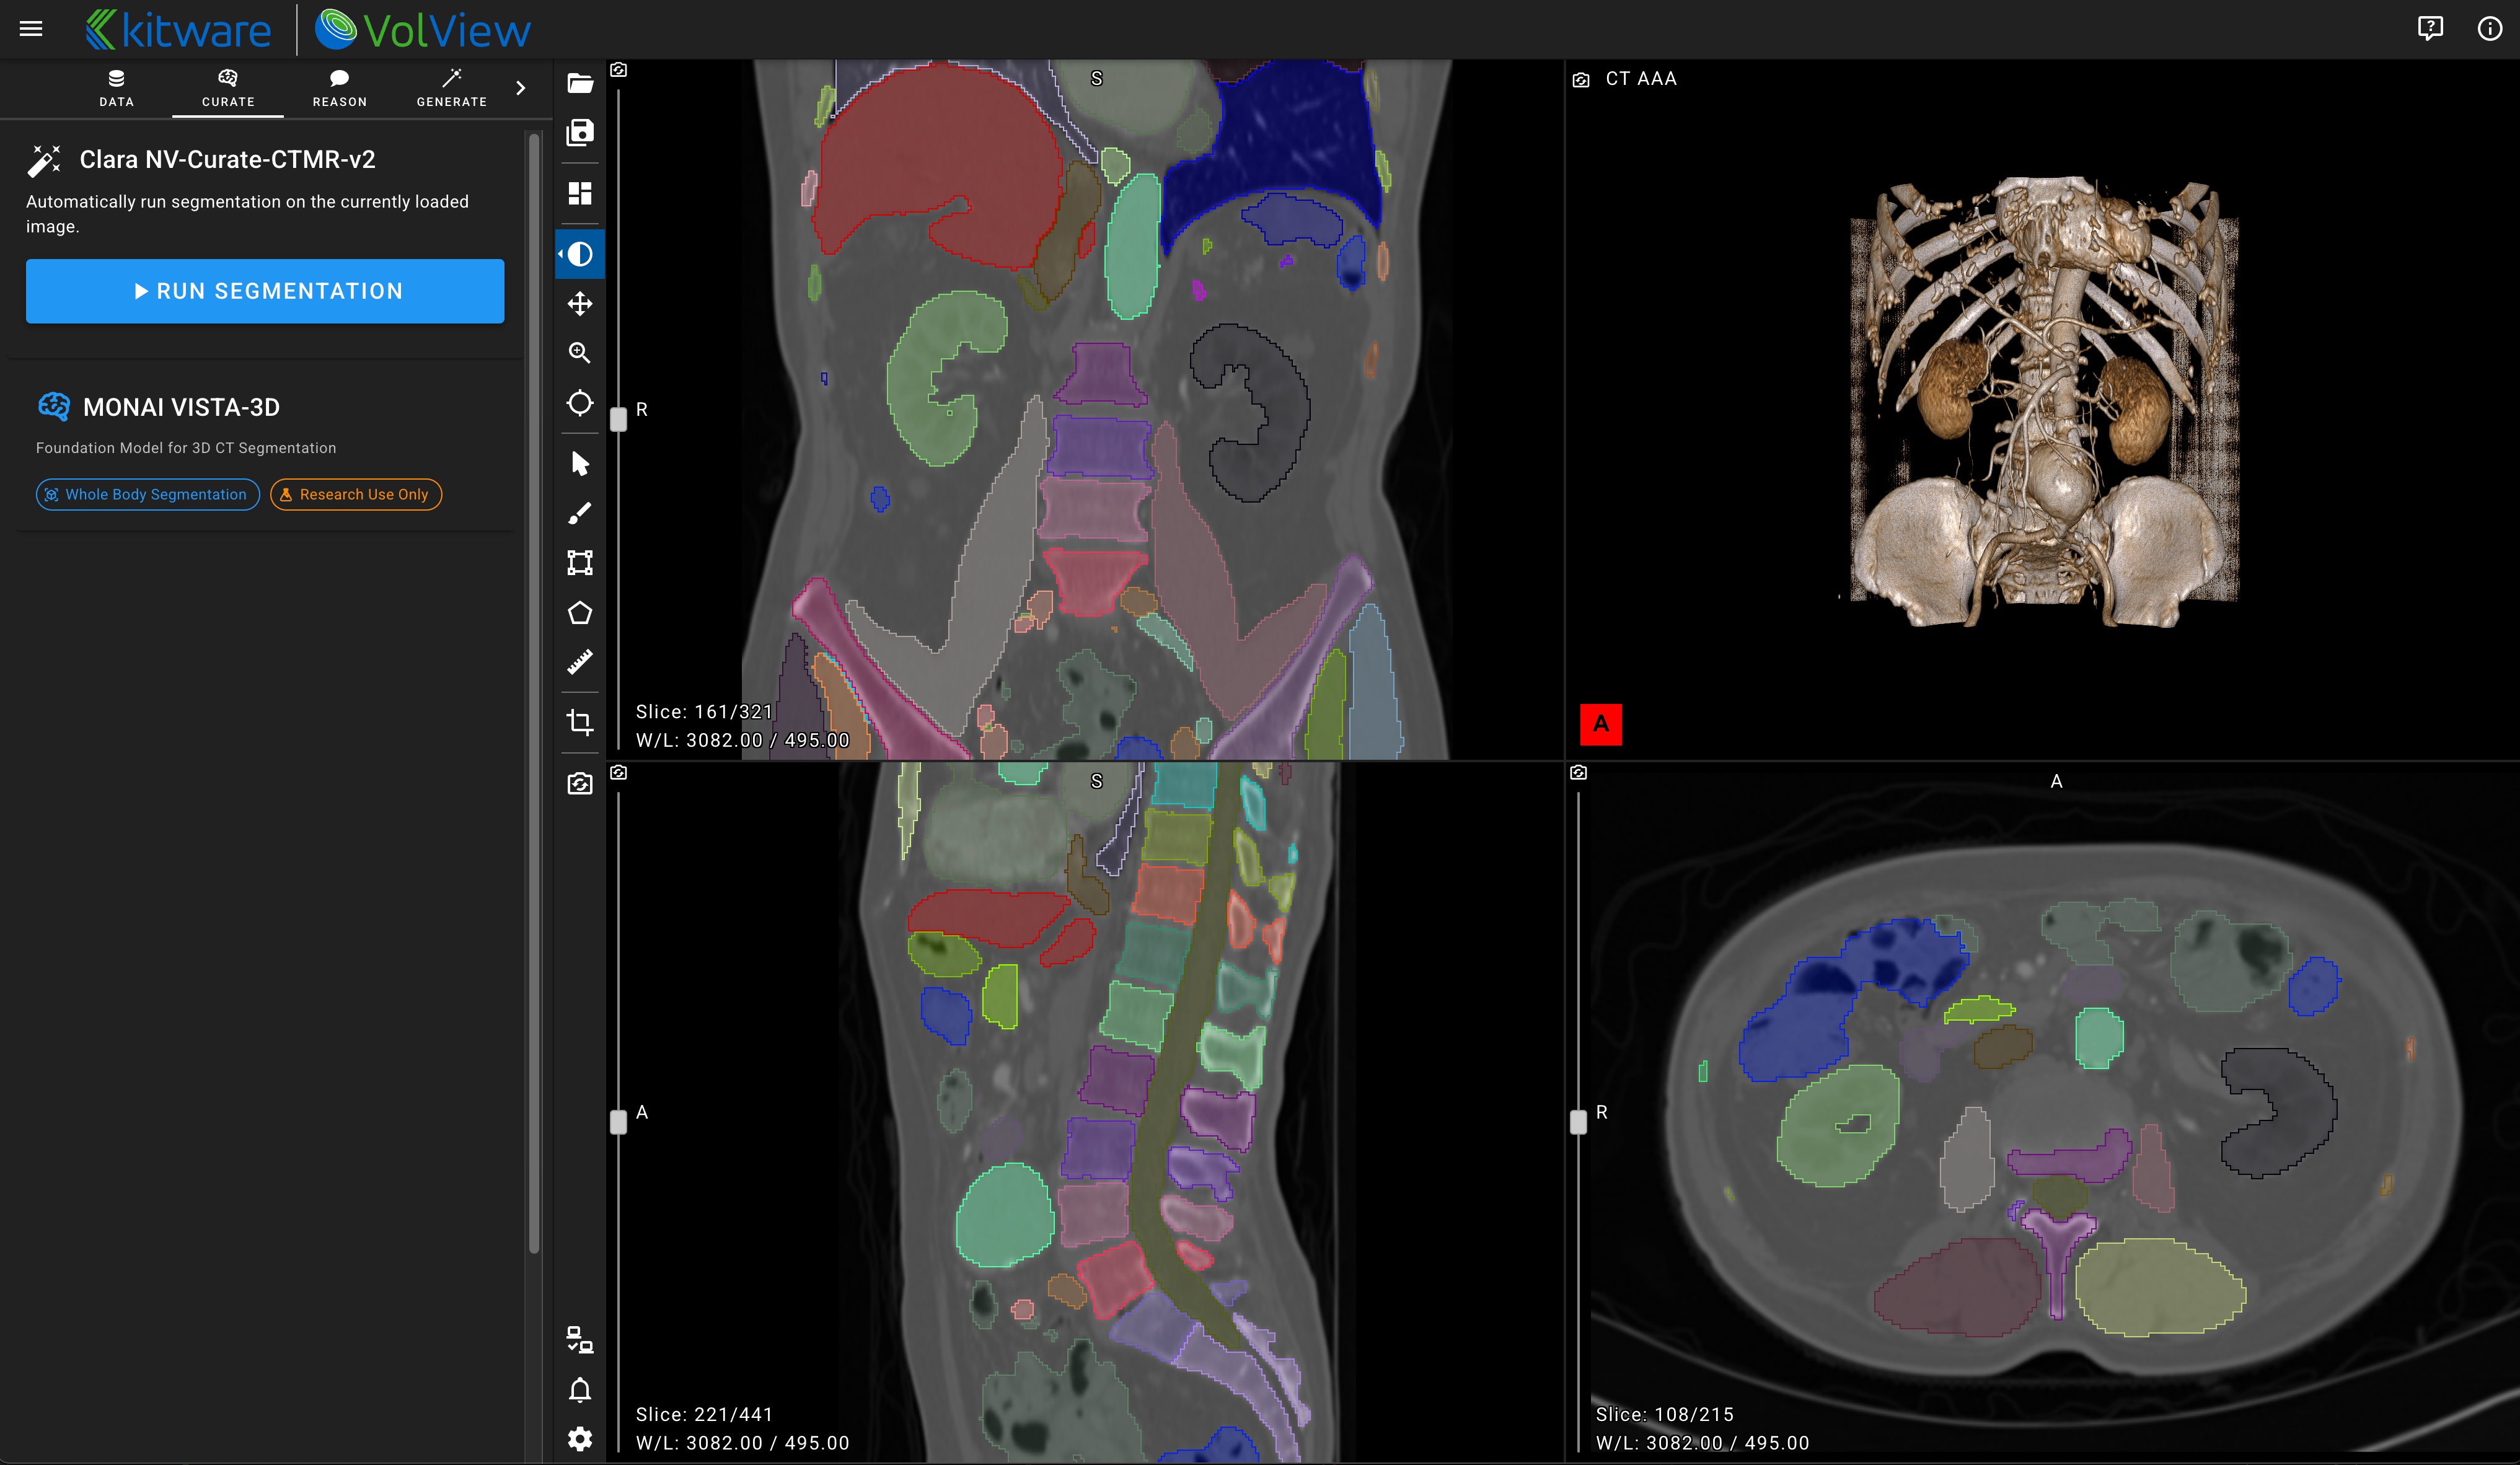 kitware | VolView
DATA
CURATE
REASON
GENERATE
Clara NV-Curate-CTMR-v2
Automatically run segmentation on the currently loaded
image.
RUN SEGMENTATION
MONAI VISTA-3D
Foundation Model for 3D CT Segmentation
Whole Body Segmentation
Research Use Only
S
R
Slice: 161/321
W/L: 3082.00 / 495.00
CT AAA
A
S
A
Slice: 221/441
W/L: 3082.00 / 495.00
A
R
Slice: 108/215
W/L: 3082.00 / 495.00